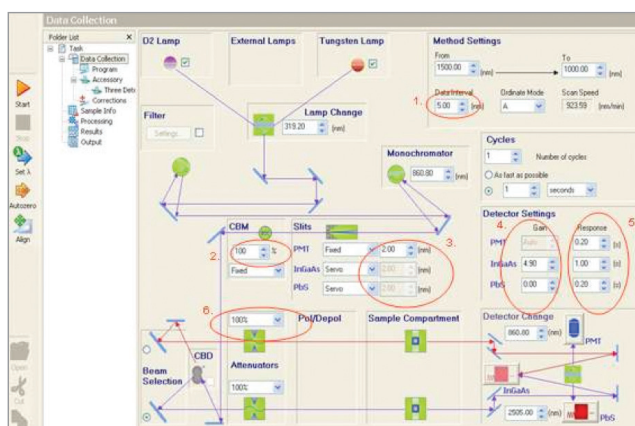 Data Collection
Folder List
Task
Data Collection
Program
Accessory
Three Dete
Corrections
Sample Info
Processing
Results
Output
Start
Stop
Set λ
Autozero
Align
Open
Cut
D2 Lamp
External Lamps
Tungsten Lamp
Filter
Settings...
Lamp Change
319.20 (nm)
Monochromator
860.80 (nm)
Method Settings
From
To
1500.00 (nm)
1000.00 (nm)
Data Interval
Ordinate Mode
Scan Speed
1.
5.00 (nm)
A
923.59 (nm/min)
Cycles
1 Number of cycles
As fast as possible
1 seconds
CBM
2.
100 %
Fixed
Slits
3.
PMT Fixed 2.00 (nm)
InGaAs Servo 2.00 (nm)
PbS Servo 2.00 (nm)
Detector Settings
4. Gain Response 5.
PMT Auto 0.20 (s)
InGaAs 4.90 1.00 (s)
PbS 0.00 0.20 (s)
6.
100%
Pol/Depol
Sample Compartment
Detector Change
860.80 (nm)
PMT
CBD
Beam
Selection
Attenuators
100%
InGaAs
2505.00 (nm)
PbS